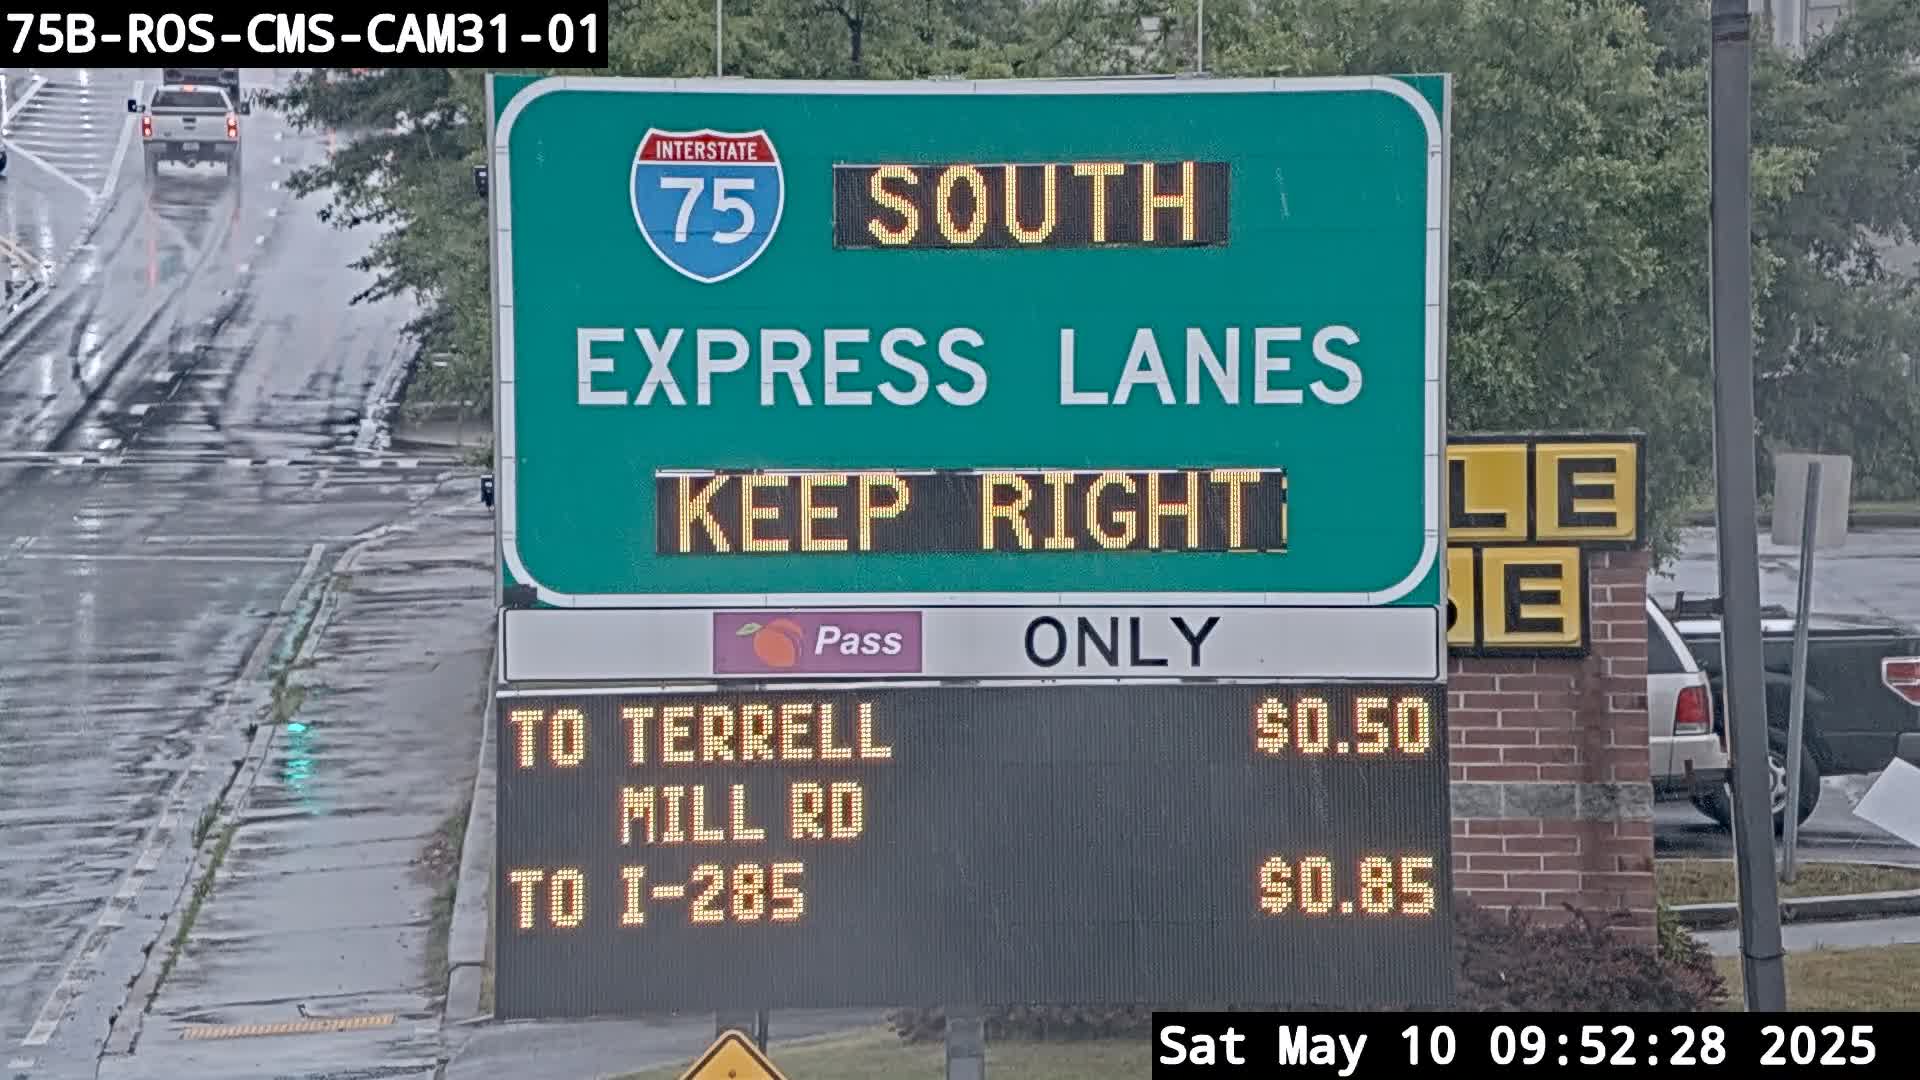 75B-ROS-CMS-CAM31-01
INTERSTATE
75
SOUTH
EXPRESS LANES
KEEP RIGHT
Pass ONLY
TO TERRELL $0.50
MILL RD
TO I-285 $0.85
LE
E
Sat May 10 09:52:28 2025